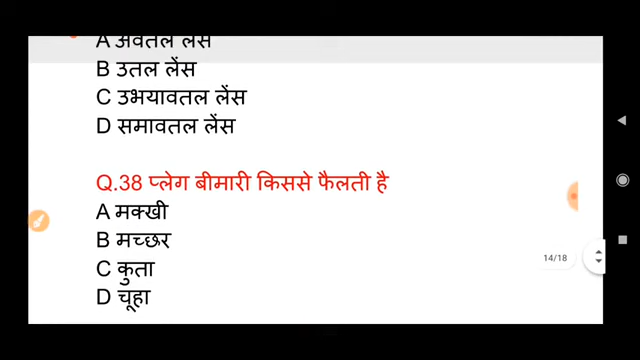 A अवतल लेंस
B उतल लेंस
C उभयावतल लेंस
D समावतल लेंस
Q.38 प्लेग बीमारी किससे फैलती है
A मक्खी
B मच्छर
C कुता
D चूहा
14/18